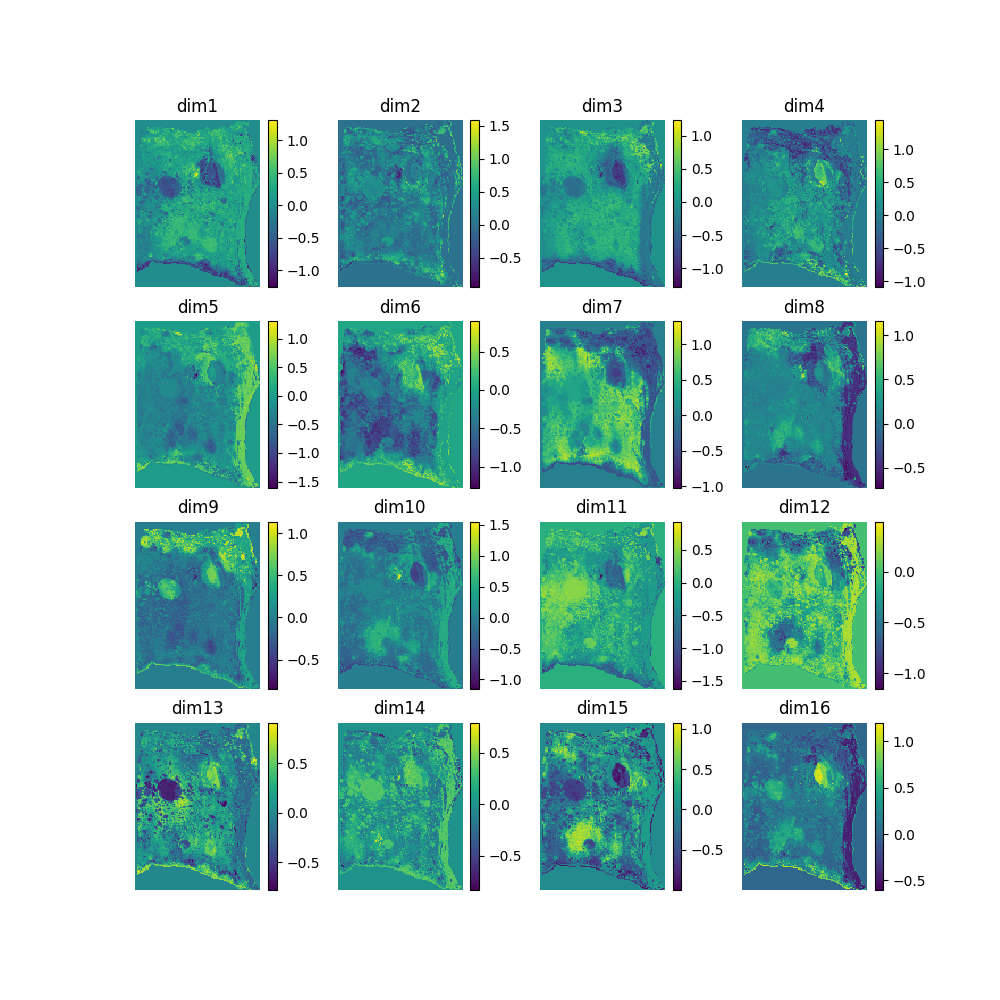 dim1 dim2 dim3 dim4
1.0 0.5 0.0 −0.5 −1.0
1.5 1.0 0.5 0.0 −0.5
1.0 0.5 0.0 −0.5 −1.0
1.0 0.5 0.0 −0.5 −1.0
dim5 dim6 dim7 dim8
1.0 0.5 0.0 −0.5 −1.0 −1.5
0.5 0.0 −0.5 −1.0
1.0 0.5 0.0 −0.5 −1.0
1.0 0.5 0.0 −0.5
dim9 dim10 dim11 dim12
1.0 0.5 0.0 −0.5
1.5 1.0 0.5 0.0 −0.5 −1.0
0.5 0.0 −0.5 −1.0 −1.5
0.0 −0.5 −1.0
dim13 dim14 dim15 dim16
0.5 0.0 −0.5
0.5 0.0 −0.5
1.0 0.5 0.0 −0.5
1.0 0.5 0.0 −0.5